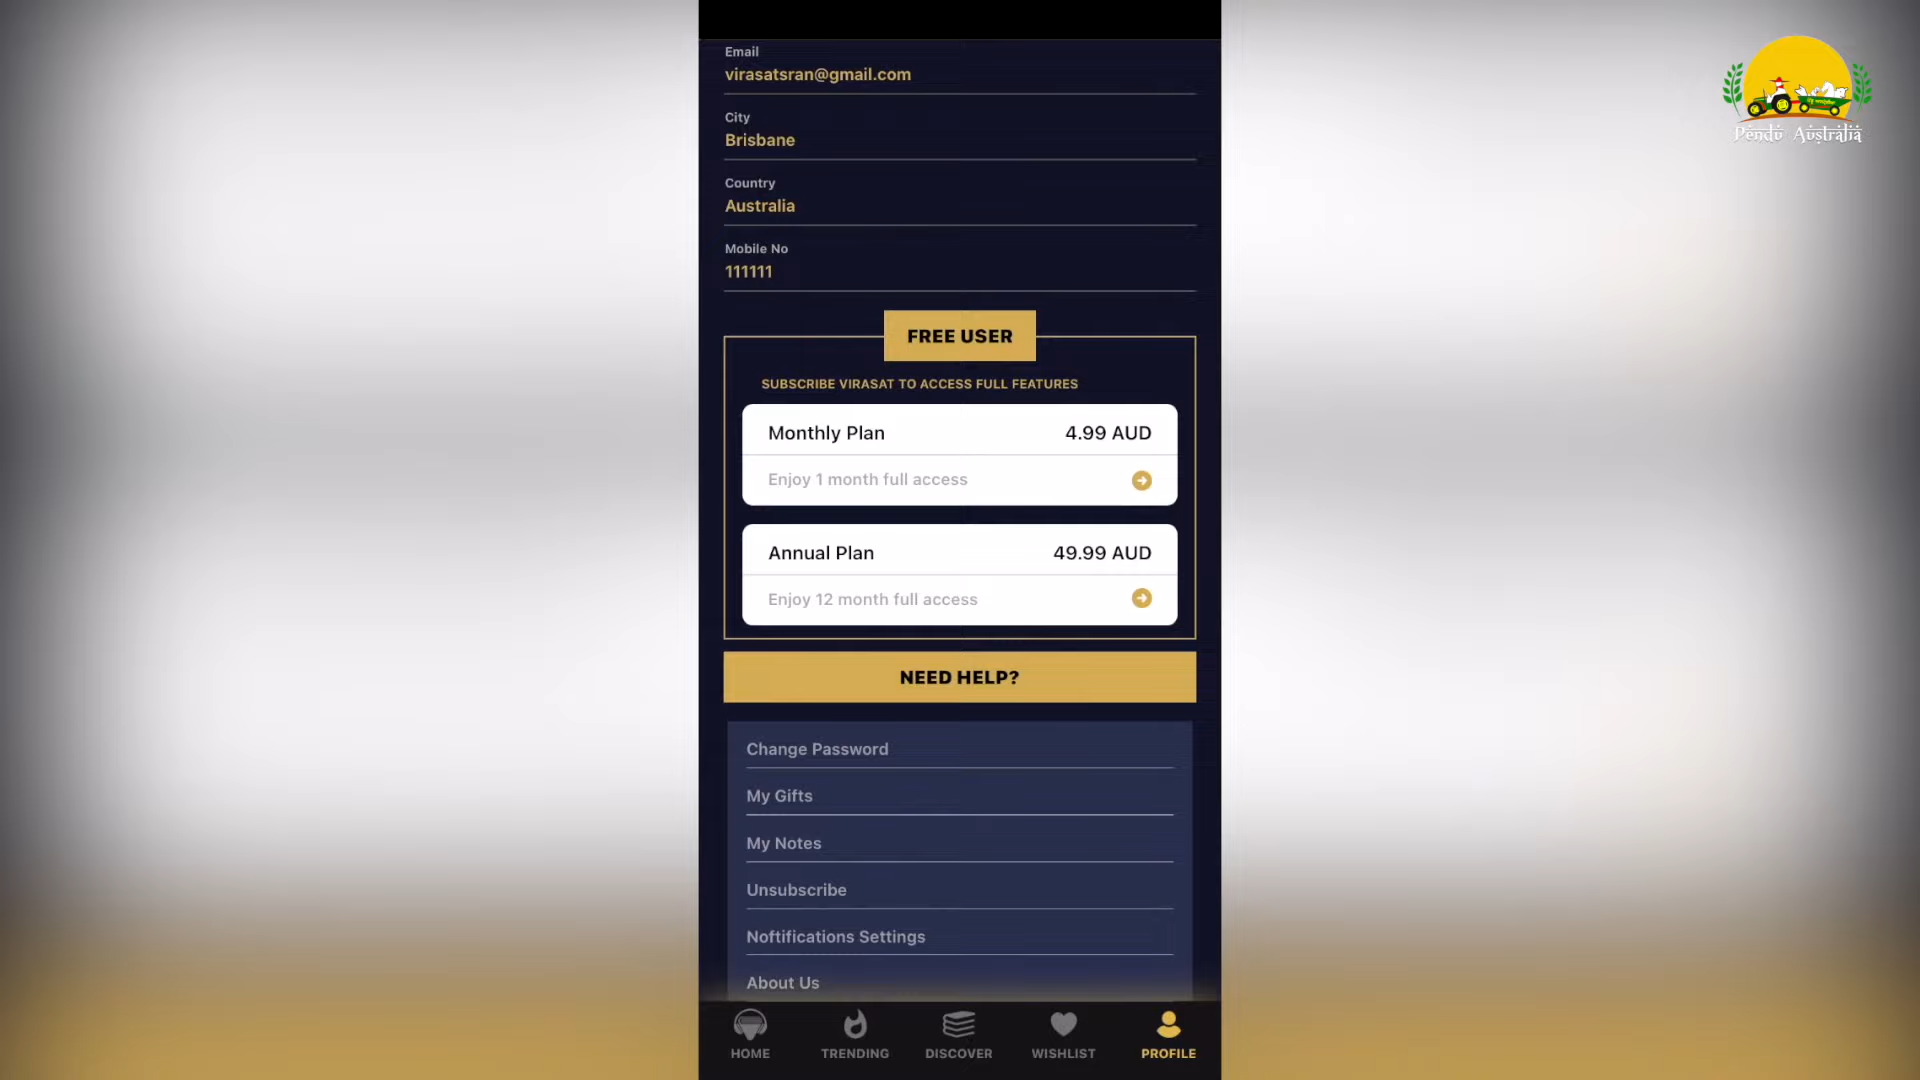 Email
virasatsran@gmail.com
City
Brisbane
Country
Australia
Mobile No
111111
FREE USER
SUBSCRIBE VIRASAT TO ACCESS FULL FEATURES
Monthly Plan 4.99 AUD
Enjoy 1 month full access
Annual Plan 49.99 AUD
Enjoy 12 month full access
NEED HELP?
Change Password
My Gifts
My Notes
Unsubscribe
Noftifications Settings
About Us
HOME TRENDING DISCOVER WISHLIST PROFILE
Pendu Australia